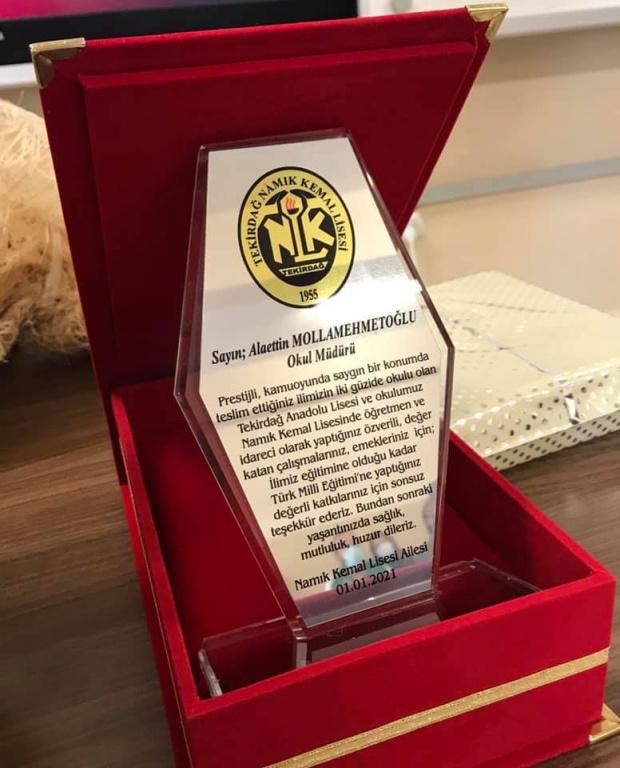 TEKİRDAĞ NAMIK KEMAL LİSESİ
NLK
TEKİRDAĞ
1955
Sayın; Alaettin MOLLAMEHMETOĞLU
Okul Müdürü
Prestijli, kamuoyunda saygın bir konumda
teslim ettiğiniz ilimizin iki güzide okulu olan
Tekirdağ Anadolu Lisesi ve okulumuz
Namık Kemal Lisesinde öğretmen ve
idareci olarak yaptığınız özverili, değer
katan çalışmalarınız, emekleriniz için;
İlimiz eğitimine olduğu kadar
Türk Milli Eğitimi'ne yaptığınız
değerli katkılarınız için sonsuz
teşekkür ederiz. Bundan sonraki
yaşantınızda sağlık,
mutluluk, huzur dileriz.
Namık Kemal Lisesi Ailesi
01.01.2021